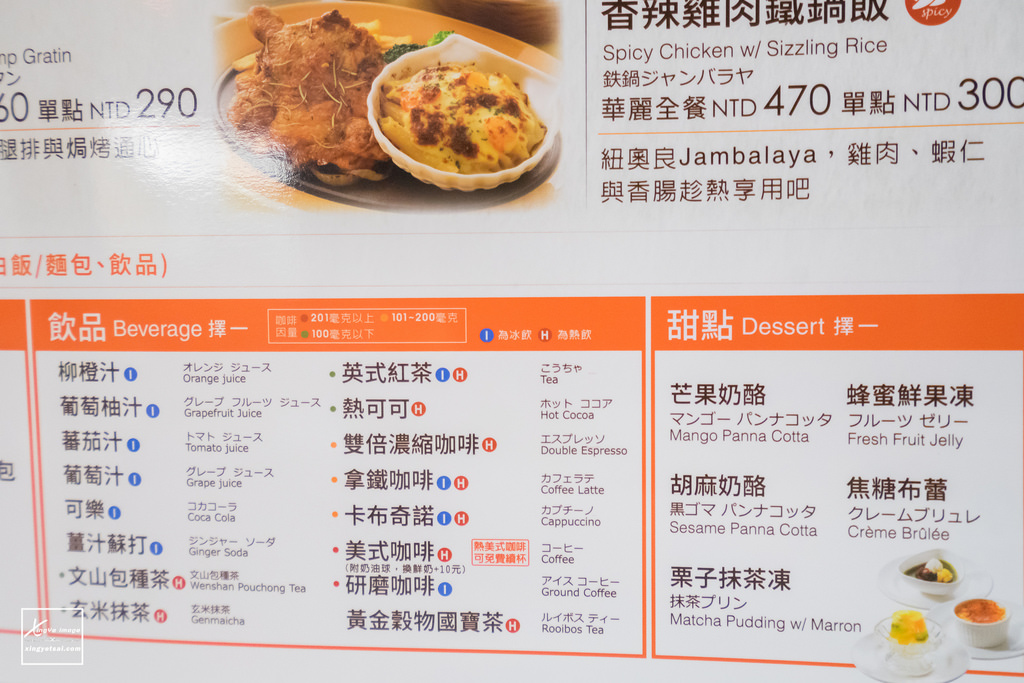 np Gratin
タン
60 單點 NTD 290
腿排與焗烤通心
香辣雞肉鐵鍋飯
spicy
Spicy Chicken w/ Sizzling Rice
鉄鍋ジャンバラヤ
華麗全餐 NTD 470 單點 NTD 300
紐奧良Jambalaya，雞肉、蝦仁
與香腸趁熱享用吧
白飯/麵包、飲品)
包
飲品 Beverage 擇一
咖啡因量 201毫克以上 101~200毫克
100毫克以下
I 為冰飲 H 為熱飲
柳橙汁 I オレンジ ジュース
Orange juice
葡萄柚汁 I グレープ フルーツ ジュース
Grapefruit Juice
蕃茄汁 I トマト ジュース
Tomato juice
葡萄汁 I グレープ ジュース
Grape juice
可樂 I コカコーラ
Coca Cola
薑汁蘇打 I ジンジャー ソーダ
Ginger Soda
文山包種茶 H 文山包種茶
Wenshan Pouchong Tea
玄米抹茶 H 玄米抹茶
Genmaicha
英式紅茶 I H こうちゃ
Tea
熱可可 H ホット ココア
Hot Cocoa
雙倍濃縮咖啡 H エスプレッソ
Double Espresso
拿鐵咖啡 I H カフェラテ
Coffee Latte
卡布奇諾 I H カプチーノ
Cappuccino
美式咖啡 H 熱美式咖啡 可免費續杯 コーヒー
Coffee
(附奶油球，換鮮奶+10元)
研磨咖啡 I アイス コーヒー
Ground Coffee
黃金穀物國寶茶 H ルイボス ティー
Rooibos Tea
甜點 Dessert 擇一
芒果奶酪
マンゴー パンナコッタ
Mango Panna Cotta
蜂蜜鮮果凍
フルーツ ゼリー
Fresh Fruit Jelly
胡麻奶酪
黒ゴマ パンナコッタ
Sesame Panna Cotta
焦糖布蕾
クレームブリュレ
Crème Brûlée
栗子抹茶凍
抹茶プリン
Matcha Pudding w/ Marron
xingye image
xingyetsai.com